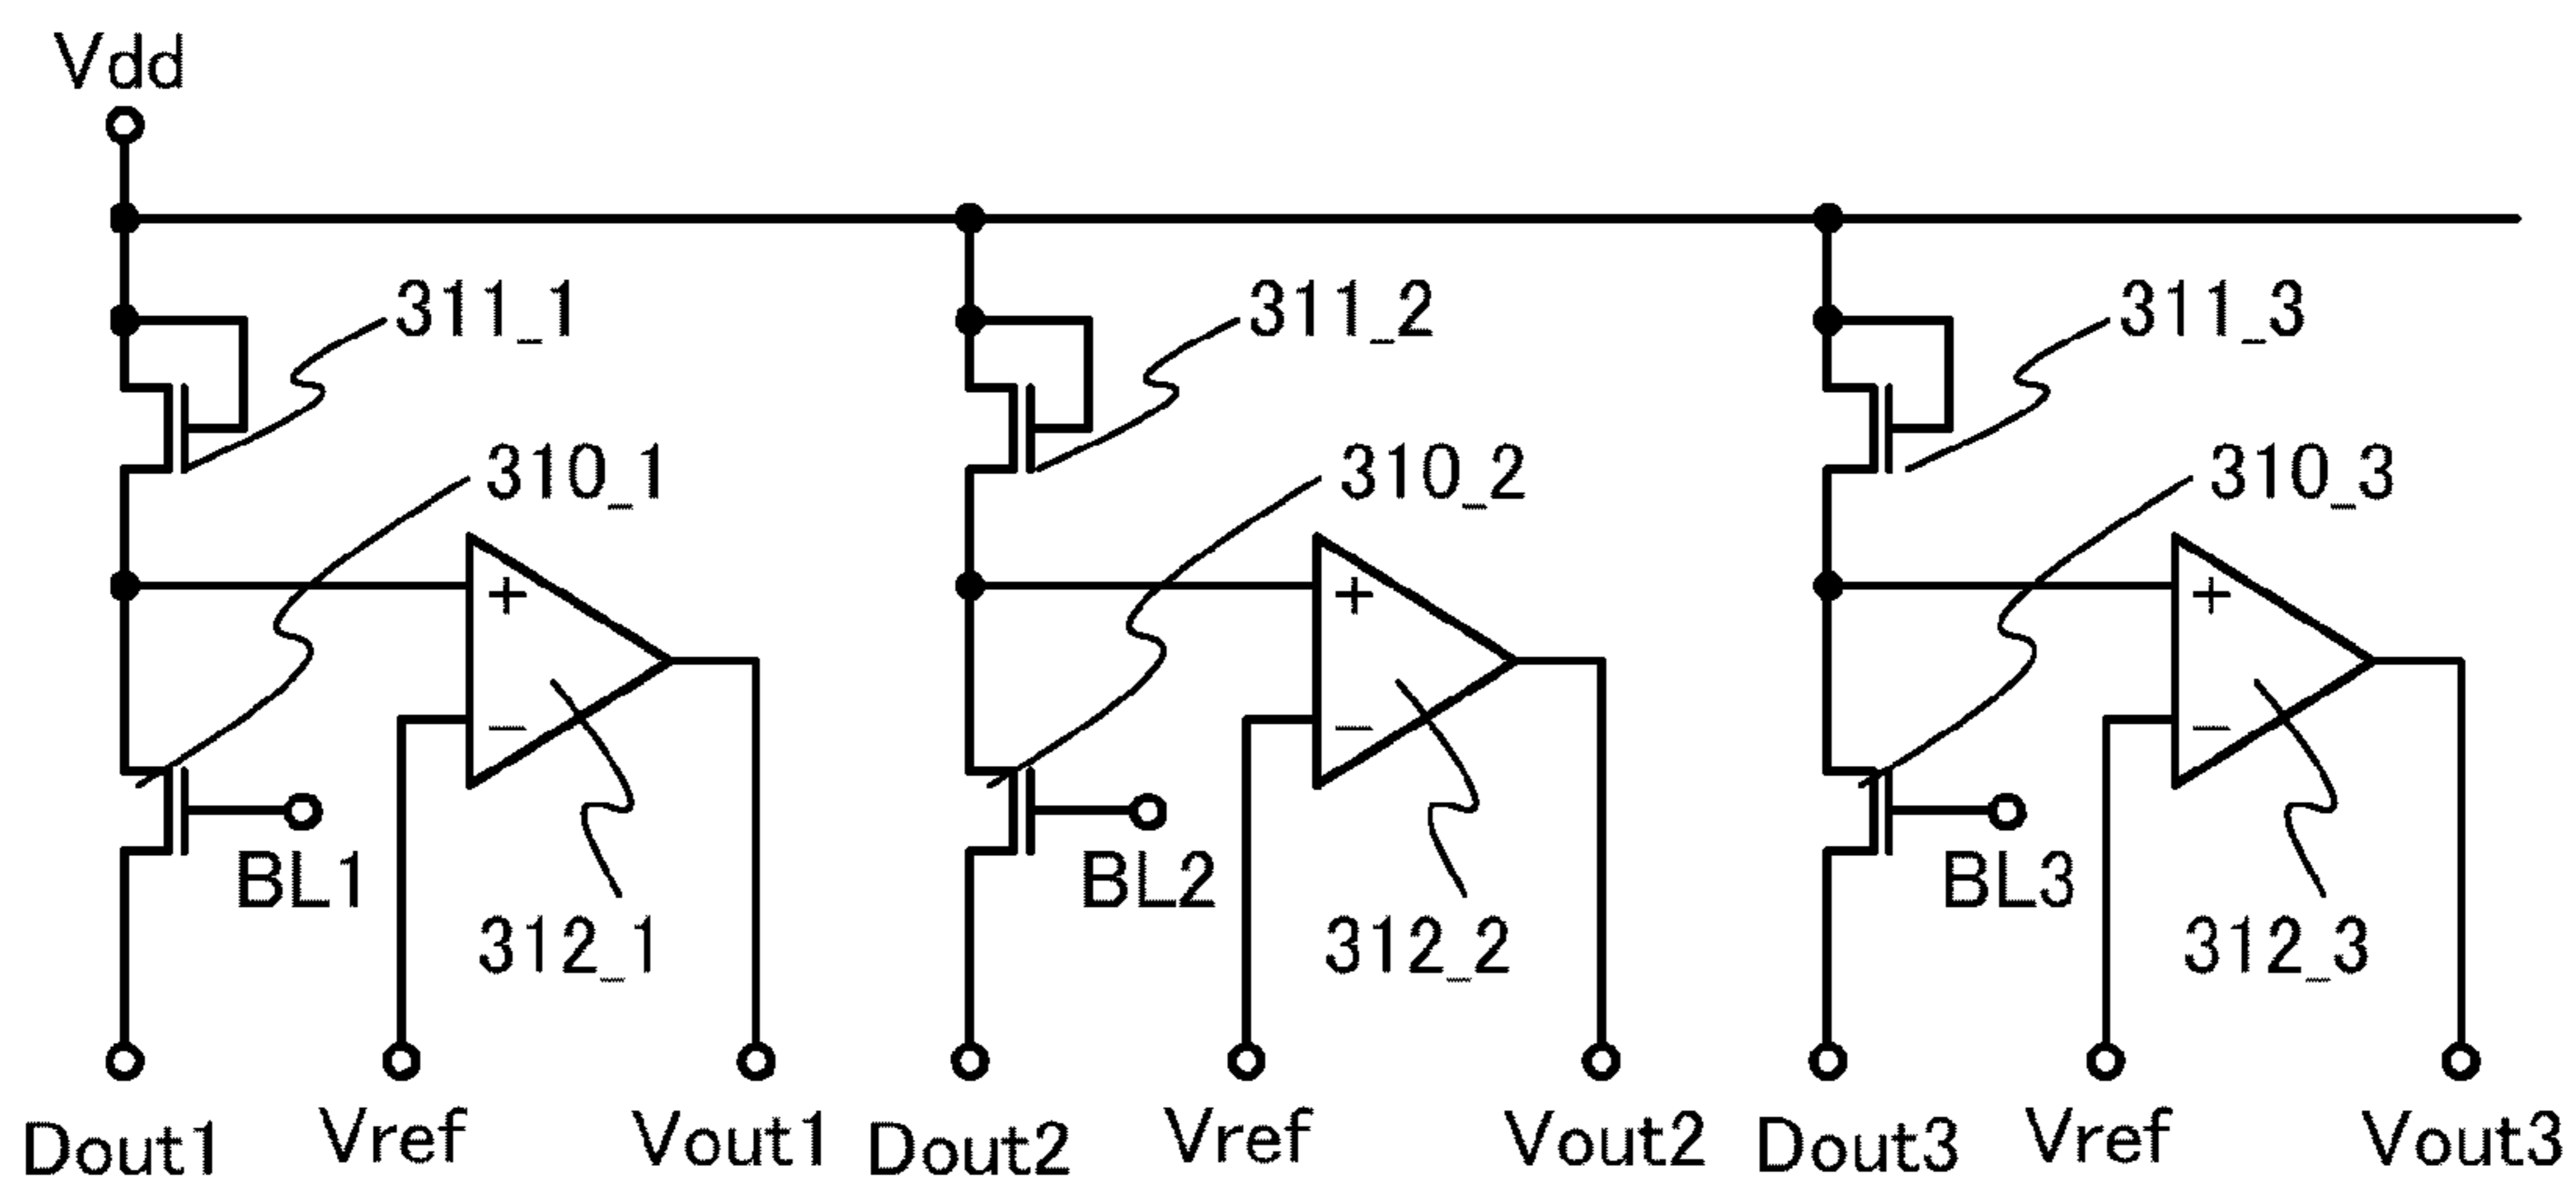 Vdd
311_1
311_2
311_3
310_1
310_2
310_3
+
+
+
−
−
−
BL1
BL2
BL3
312_1
312_2
312_3
Dout1
Vref
Vout1
Dout2
Vref
Vout2
Dout3
Vref
Vout3